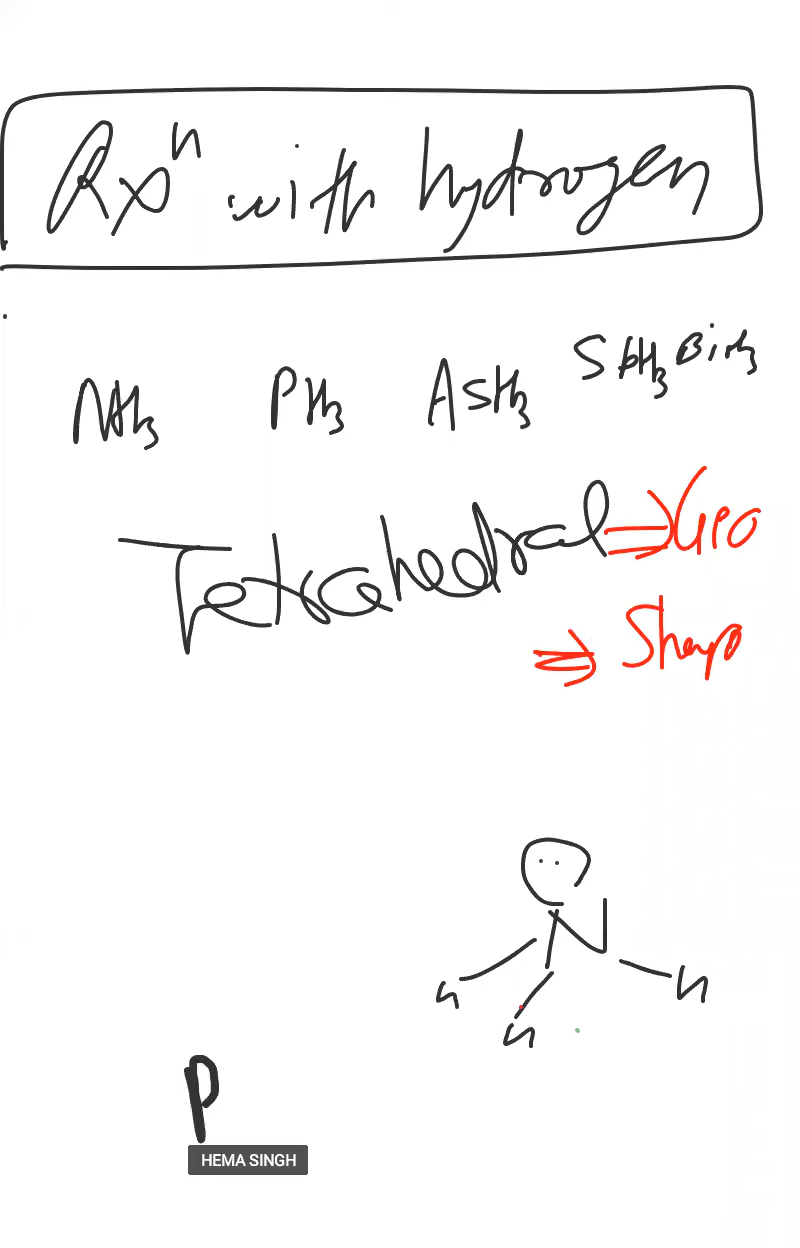 Rxⁿ with hydrogen
NH₃ PH₃ AsH₃ SbH₃ BiH₃
Tetrahedral ⇒ Geo
⇒ Shape
N
H H H
P
HEMA SINGH